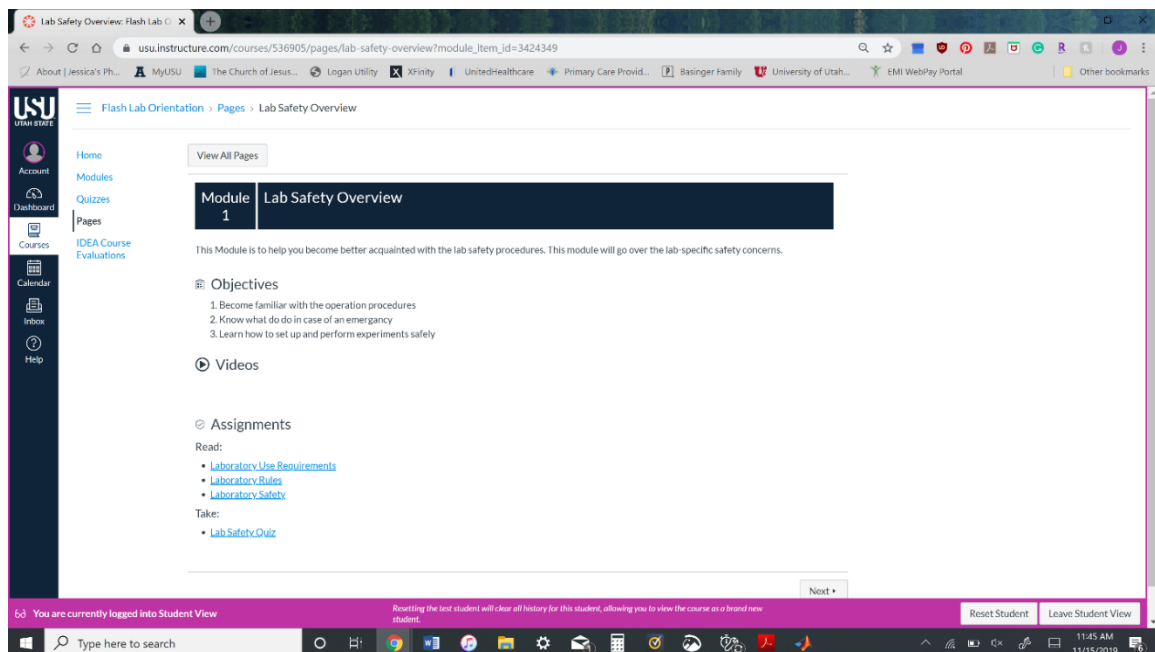 Lab Safety Overview: Flash Lab O
usu.instructure.com/courses/536905/pages/lab-safety-overview?module_item_id=3424349
About | Jessica's Ph... MyUSU The Church of Jesus... Logan Utility XFinity UnitedHealthcare Primary Care Provid... Basinger Family University of Utah... EMI WebPay Portal Other bookmarks
USU
UTAH STATE
Flash Lab Orientation › Pages › Lab Safety Overview
Account
Dashboard
Courses
Calendar
Inbox
Help
Home
Modules
Quizzes
Pages
IDEA Course
Evaluations
View All Pages
Module
1
Lab Safety Overview
This Module is to help you become better acquainted with the lab safety procedures. This module will go over the lab-specific safety concerns.
Objectives
1. Become familiar with the operation procedures
2. Know what do do in case of an emergancy
3. Learn how to set up and perform experiments safely
Videos
Assignments
Read:
• Laboratory Use Requirements
• Laboratory Rules
• Laboratory Safety
Take:
• Lab Safety Quiz
Next
You are currently logged into Student View
Resetting the test student will clear all history for this student, allowing you to view the course as a brand new
student.
Reset Student
Leave Student View
Type here to search
11:45 AM
11/15/2019